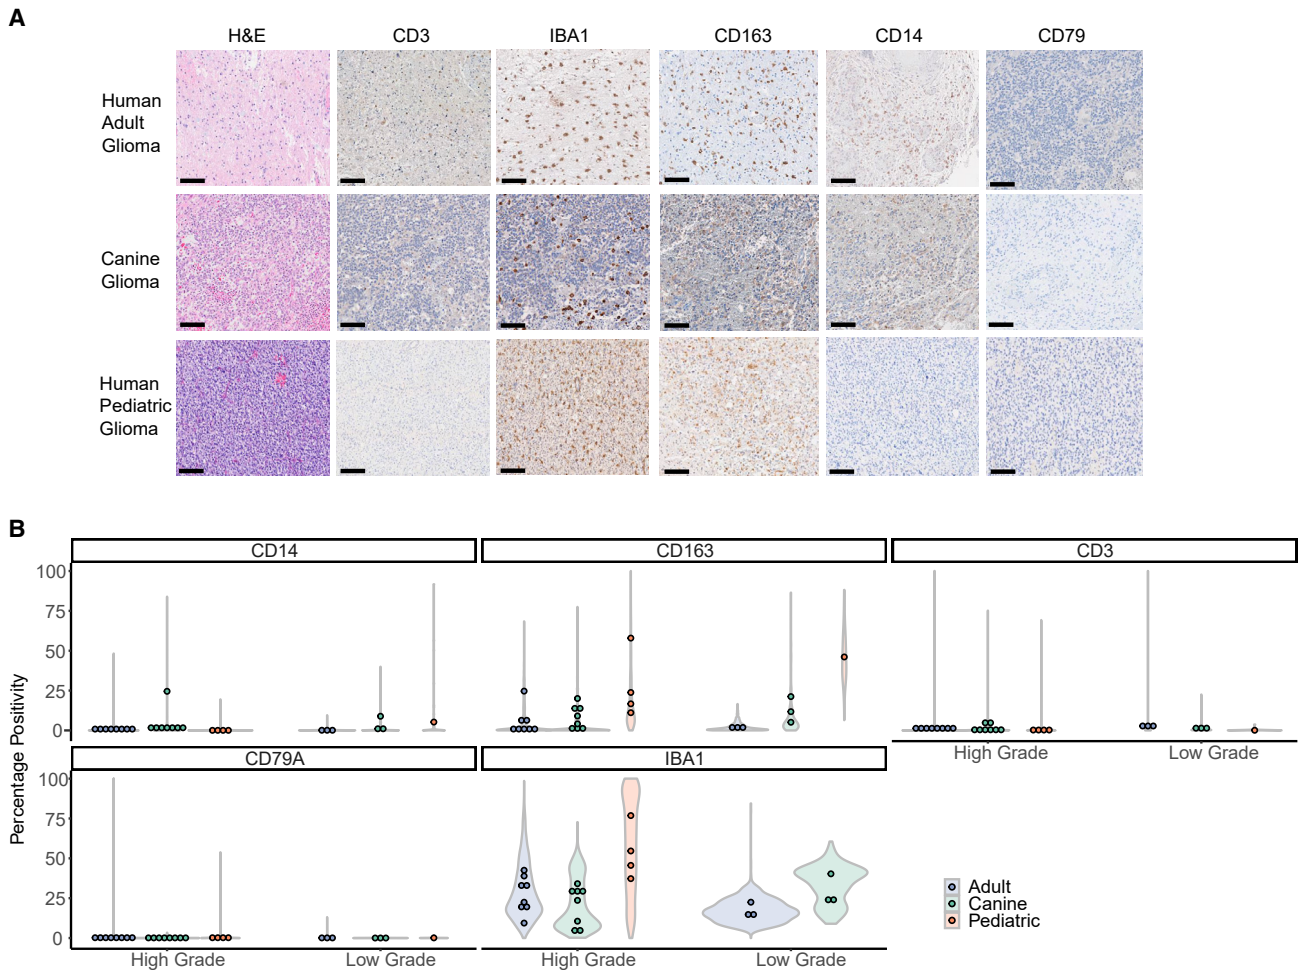 A
H&E CD3 IBA1 CD163 CD14 CD79
Human
Adult
Glioma
Canine
Glioma
Human
Pediatric
Glioma
B
CD14 CD163 CD3
Percentage Positivity
100
75
50
25
0
High Grade Low Grade
CD79A IBA1
100
75
50
25
0
High Grade Low Grade High Grade Low Grade
Adult
Canine
Pediatric